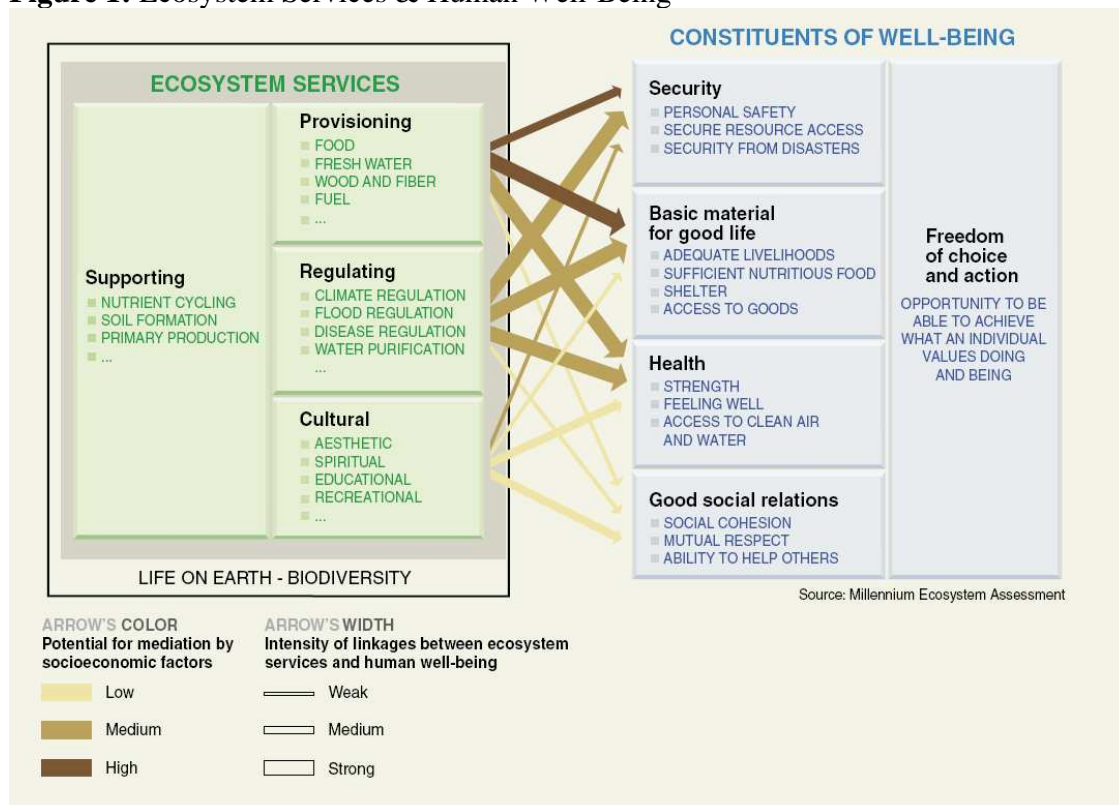 Figure 1. Ecosystem Services & Human Well-Being
CONSTITUENTS OF WELL-BEING
ECOSYSTEM SERVICES
Supporting
NUTRIENT CYCLING
SOIL FORMATION
PRIMARY PRODUCTION
...
Provisioning
FOOD
FRESH WATER
WOOD AND FIBER
FUEL
...
Regulating
CLIMATE REGULATION
FLOOD REGULATION
DISEASE REGULATION
WATER PURIFICATION
...
Cultural
AESTHETIC
SPIRITUAL
EDUCATIONAL
RECREATIONAL
...
LIFE ON EARTH - BIODIVERSITY
Security
PERSONAL SAFETY
SECURE RESOURCE ACCESS
SECURITY FROM DISASTERS
Basic material
for good life
ADEQUATE LIVELIHOODS
SUFFICIENT NUTRITIOUS FOOD
SHELTER
ACCESS TO GOODS
Health
STRENGTH
FEELING WELL
ACCESS TO CLEAN AIR
AND WATER
Good social relations
SOCIAL COHESION
MUTUAL RESPECT
ABILITY TO HELP OTHERS
Freedom
of choice
and action
OPPORTUNITY TO BE
ABLE TO ACHIEVE
WHAT AN INDIVIDUAL
VALUES DOING
AND BEING
Source: Millennium Ecosystem Assessment
ARROW'S COLOR
Potential for mediation by
socioeconomic factors
Low
Medium
High
ARROW'S WIDTH
Intensity of linkages between ecosystem
services and human well-being
Weak
Medium
Strong